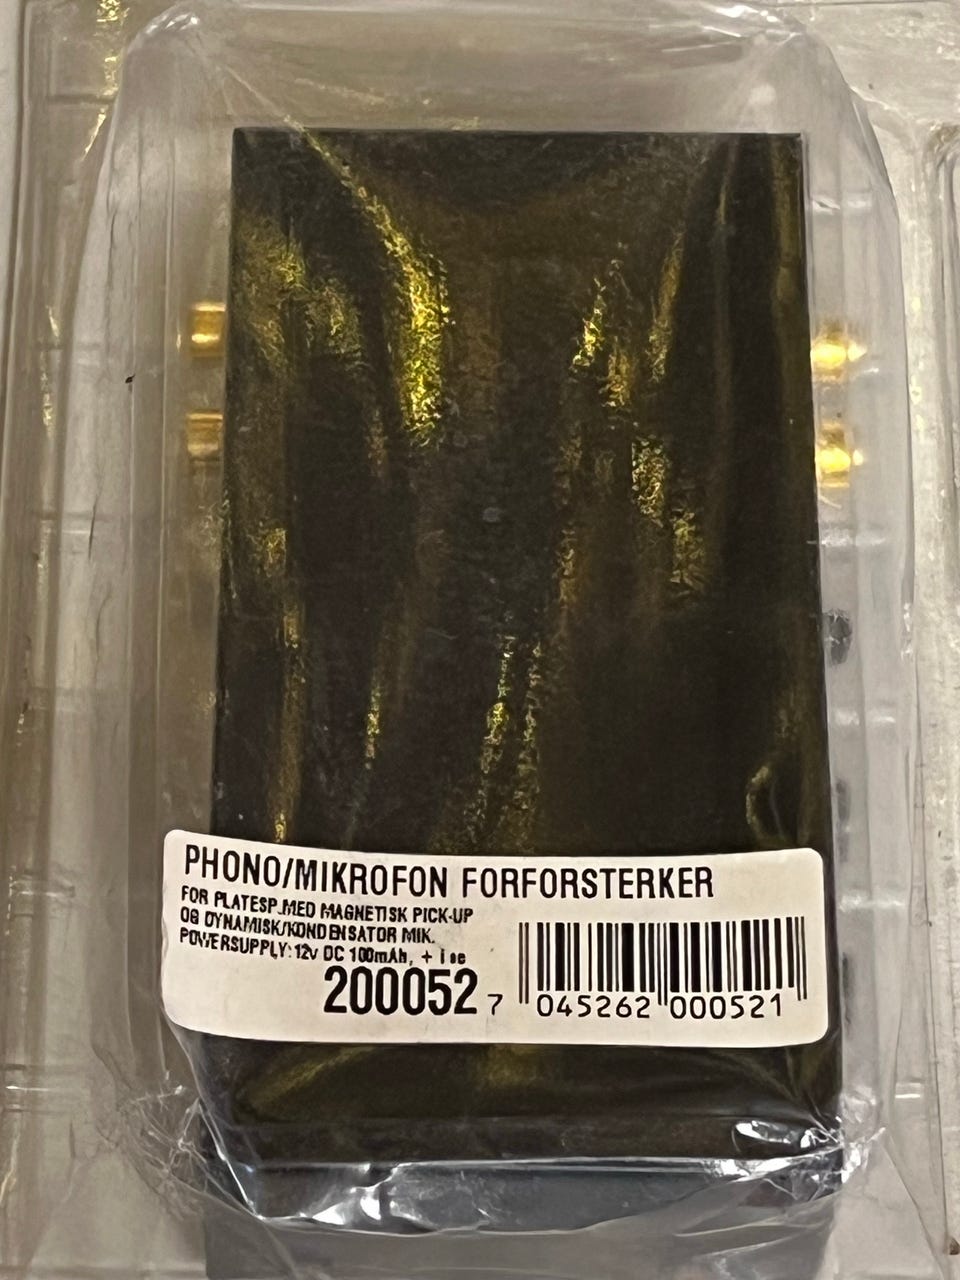 PHONO/MIKROFON FORFORSTERKER
FOR PLATESP.MED MAGNETISK PICK-UP
OG DYNAMISK/KONDENSATOR MIK.
POWERSUPPLY:12v DC 100mAh, +
200052
7 045262 000521